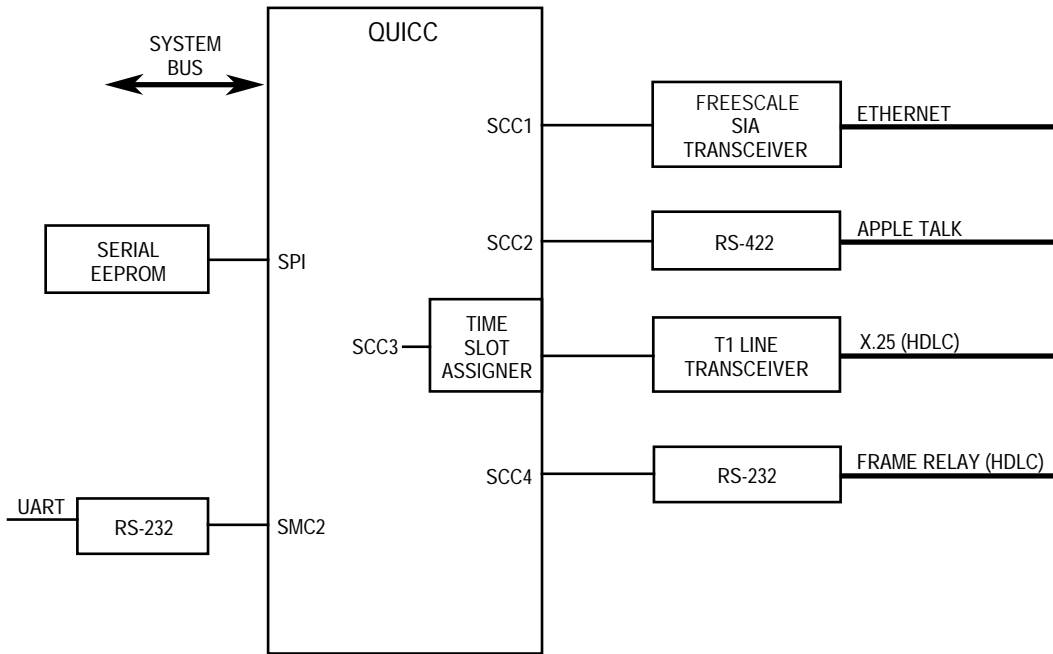 QUICC
SYSTEM
BUS
SCC1
FREESCALE
SIA
TRANSCEIVER
ETHERNET
SCC2
RS-422
APPLE TALK
SERIAL
EEPROM
SPI
SCC3
TIME
SLOT
ASSIGNER
T1 LINE
TRANSCEIVER
X.25 (HDLC)
SCC4
RS-232
FRAME RELAY (HDLC)
UART
RS-232
SMC2